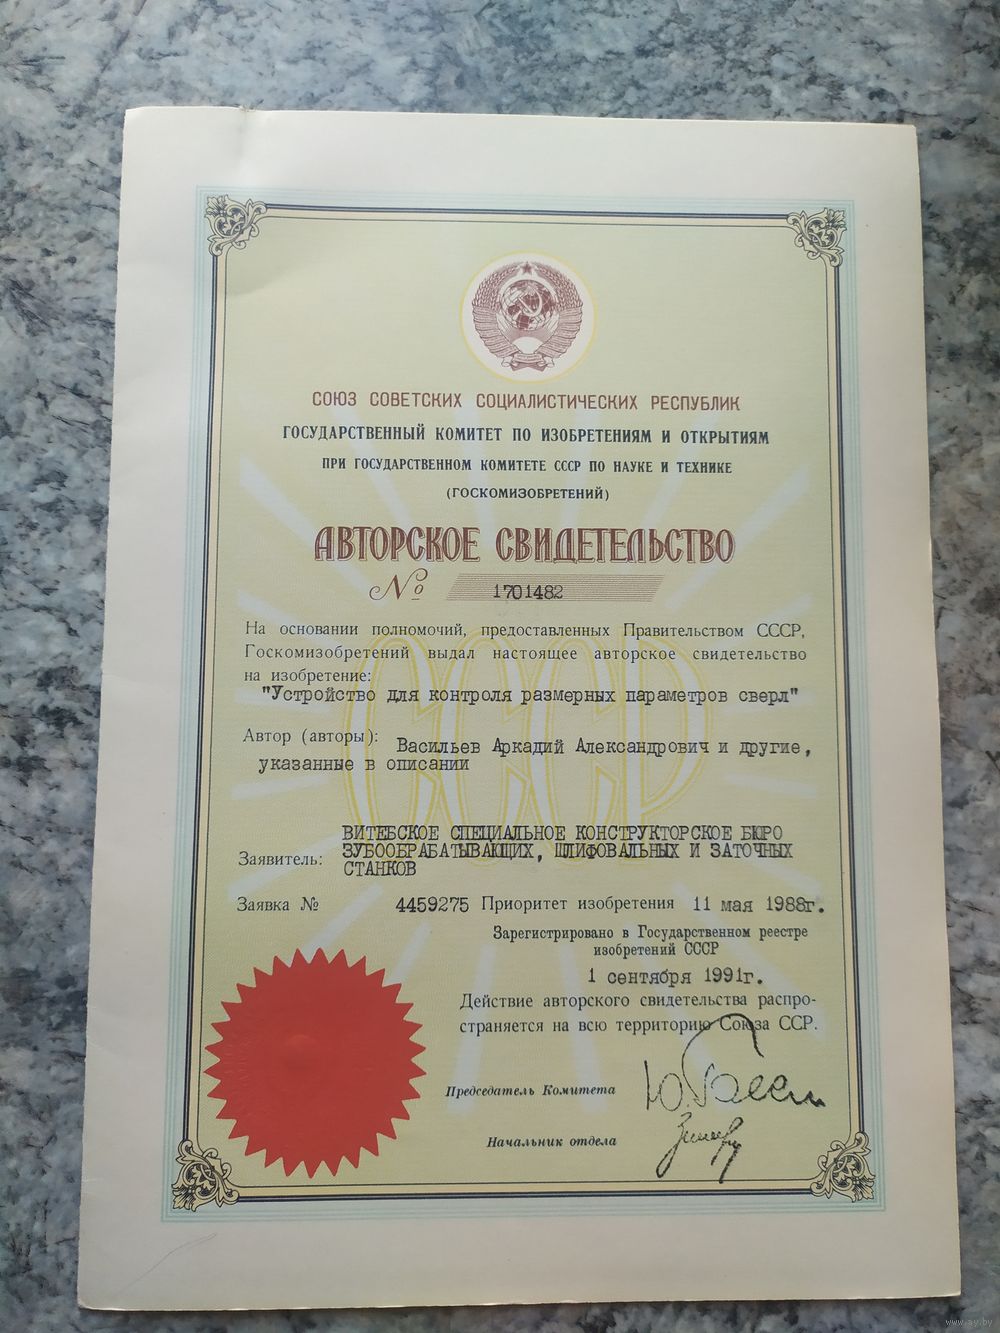 СОЮЗ СОВЕТСКИХ СОЦИАЛИСТИЧЕСКИХ РЕСПУБЛИК
ГОСУДАРСТВЕННЫЙ КОМИТЕТ ПО ИЗОБРЕТЕНИЯМ И ОТКРЫТИЯМ
ПРИ ГОСУДАРСТВЕННОМ КОМИТЕТЕ СССР ПО НАУКЕ И ТЕХНИКЕ
(ГОСКОМИЗОБРЕТЕНИЙ)
АВТОРСКОЕ СВИДЕТЕЛЬСТВО
№ 1701482
На основании полномочий, предоставленных Правительством СССР,
Госкомизобретений выдал настоящее авторское свидетельство
на изобретение:
"Устройство для контроля размерных параметров сверл"
Автор (авторы): Васильев Аркадий Александрович и другие,
указанные в описании
СССР
ВИТЕБСКОЕ СПЕЦИАЛЬНОЕ КОНСТРУКТОРСКОЕ БЮРО
Заявитель: ЗУБООБРАБАТЫВАЮЩИХ, ШЛИФОВАЛЬНЫХ И ЗАТОЧНЫХ
СТАНКОВ
Заявка № 4459275 Приоритет изобретения 11 мая 1988г.
Зарегистрировано в Государственном реестре
изобретений СССР
1 сентября 1991г.
Действие авторского свидетельства распро-
страняется на всю территорию Союза ССР.
Председатель Комитета
Начальник отдела
www.ay.by